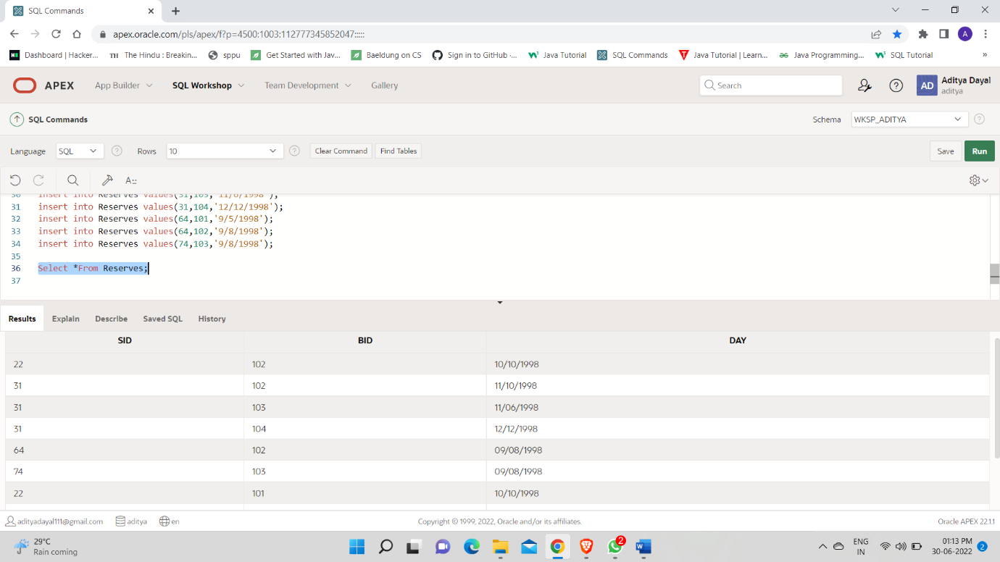 SQL Commands
apex.oracle.com/pls/apex/f?p=4500:1003:112777345852047:::::
A
Dashboard | Hacker... TH The Hindu : Breakin... sppu Get Started with Jav... Baeldung on CS Sign in to GitHub ·... Java Tutorial SQL Commands Java Tutorial | Learn... Java Programming... SQL Tutorial »
APEX App Builder SQL Workshop Team Development Gallery Search AD Aditya Dayal
aditya
SQL Commands Schema WKSP_ADITYA
Language SQL Rows 10 Clear Command Find Tables Save Run
30 insert into Reserves values(31,103,'11/6/1998');
31 insert into Reserves values(31,104,'12/12/1998');
32 insert into Reserves values(64,101,'9/5/1998');
33 insert into Reserves values(64,102,'9/8/1998');
34 insert into Reserves values(74,103,'9/8/1998');
35
36 Select *From Reserves;
37
Results Explain Describe Saved SQL History
SID BID DAY
22 102 10/10/1998
31 102 11/10/1998
31 103 11/06/1998
31 104 12/12/1998
64 102 09/08/1998
74 103 09/08/1998
22 101 10/10/1998
adityadayal111@gmail.com aditya en Copyright © 1999, 2022, Oracle and/or its affiliates. Oracle APEX 22.1.1
29°C
Rain coming
2
ENG
IN
01:13 PM
30-06-2022
2